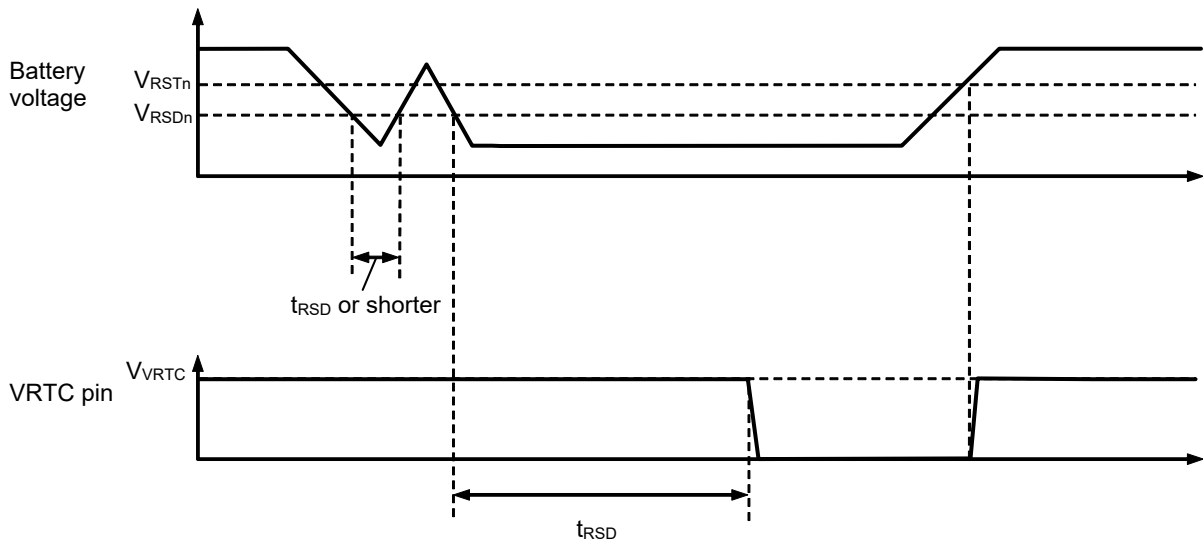 Battery
voltage
VRSTn
VRSDn
tRSD or shorter
VVRTC
VRTC pin
tRSD